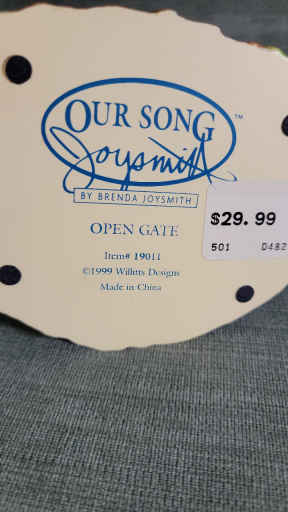 OUR SONG™
Joysmith
BY BRENDA JOYSMITH
OPEN GATE
Item# 19011
©1999 Willitts Designs
Made in China
$29.99
501 0482